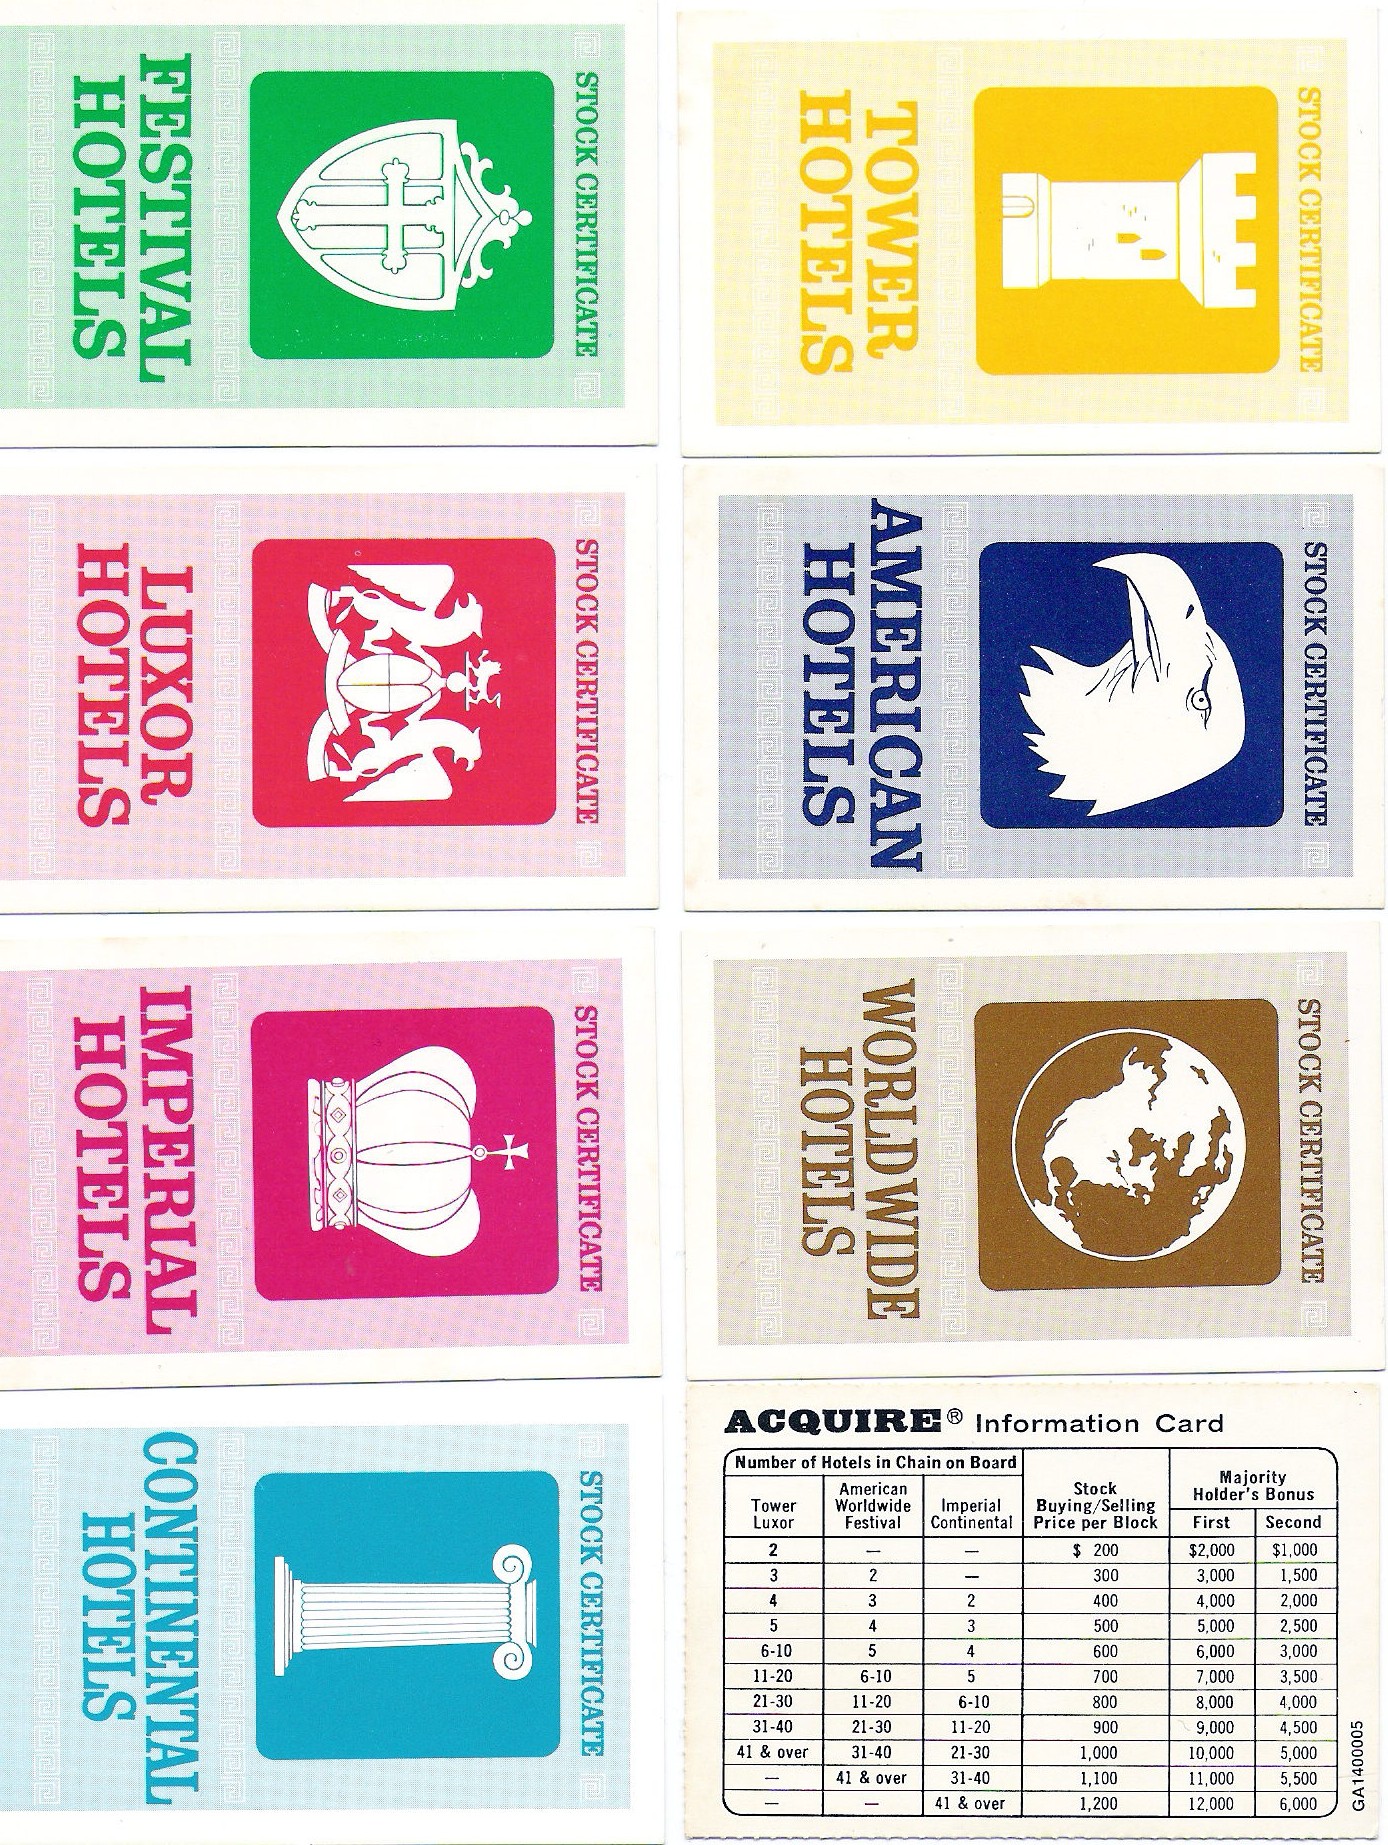 STOCK CERTIFICATE
FESTIVAL
HOTELS
STOCK CERTIFICATE
TOWER
HOTELS
STOCK CERTIFICATE
LUXOR
HOTELS
STOCK CERTIFICATE
AMERICAN
HOTELS
STOCK CERTIFICATE
IMPERIAL
HOTELS
STOCK CERTIFICATE
WORLDWIDE
HOTELS
STOCK CERTIFICATE
CONTINENTAL
HOTELS
ACQUIRE® Information Card
Number of Hotels in Chain on Board
Tower Luxor
American Worldwide Festival
Imperial Continental
Stock Buying/Selling Price per Block
Majority Holder's Bonus
First Second
2 — — $ 200 $2,000 $1,000
3 2 — 300 3,000 1,500
4 3 2 400 4,000 2,000
5 4 3 500 5,000 2,500
6-10 5 4 600 6,000 3,000
11-20 6-10 5 700 7,000 3,500
21-30 11-20 6-10 800 8,000 4,000
31-40 21-30 11-20 900 9,000 4,500
41 & over 31-40 21-30 1,000 10,000 5,000
— 41 & over 31-40 1,100 11,000 5,500
— — 41 & over 1,200 12,000 6,000
GA1400005